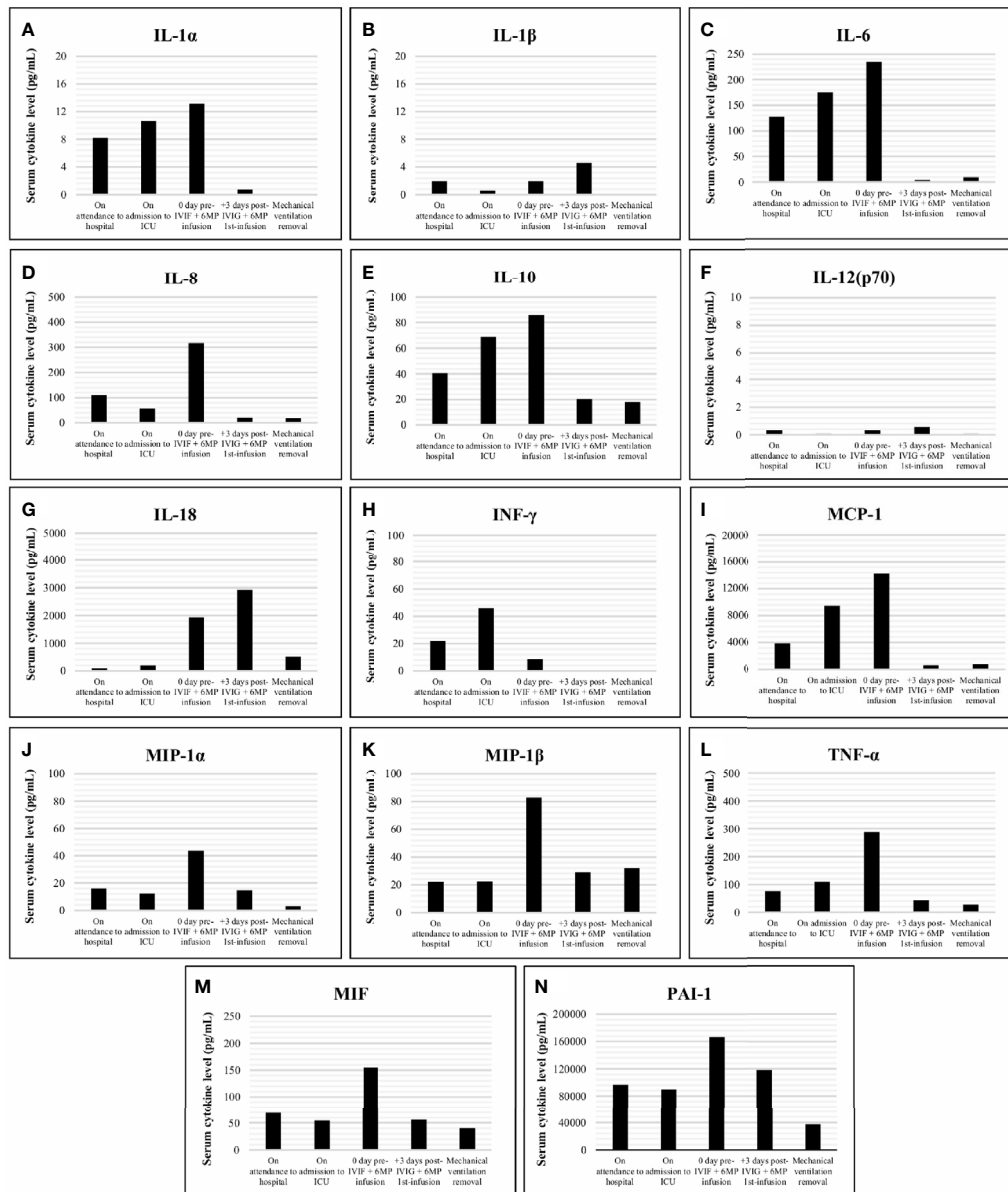 A
IL-1α
Serum cytokine level (pg/mL)
20
16
12
8
4
0
On
attendance to
hospital
On
admission to
ICU
0 day pre-
IVIF + 6MP
infusion
+3 days post-
IVIG + 6MP
1st-infusion
Mechanical
ventilation
removal
B
IL-1β
Serum cytokine level (pg/mL)
20
16
12
8
4
0
On
attendance to
hospital
On
admission to
ICU
0 day pre-
IVIF + 6MP
infusion
+3 days post-
IVIG + 6MP
1st-infusion
Mechanical
ventilation
removal
C
IL-6
Serum cytokine level (pg/mL)
250
200
150
100
50
0
On
attendance to
hospital
On
admission to
ICU
0 day pre-
IVIF + 6MP
infusion
+3 days post-
IVIG + 6MP
1st-infusion
Mechanical
ventilation
removal
D
IL-8
Serum cytokine level (pg/mL)
500
400
300
200
100
0
On
attendance to
hospital
On
admission to
ICU
0 day pre-
IVIF + 6MP
infusion
+3 days post-
IVIG + 6MP
1st-infusion
Mechanical
ventilation
removal
E
IL-10
Serum cytokine level (pg/mL)
100
80
60
40
20
0
On
attendance to
hospital
On
admission to
ICU
0 day pre-
IVIF + 6MP
infusion
+3 days post-
IVIG + 6MP
1st-infusion
Mechanical
ventilation
removal
F
IL-12(p70)
Serum cytokine level (pg/mL)
10
8
6
4
2
0
On
attendance to
hospital
On
admission to
ICU
0 day pre-
IVIF + 6MP
infusion
+3 days post-
IVIG + 6MP
1st-infusion
Mechanical
ventilation
removal
G
IL-18
Serum cytokine level (pg/mL)
5000
4000
3000
2000
1000
0
On
attendance to
hospital
On
admission to
ICU
0 day pre-
IVIF + 6MP
infusion
+3 days post-
IVIG + 6MP
1st-infusion
Mechanical
ventilation
removal
H
INF-γ
Serum cytokine level (pg/mL)
100
80
60
40
20
0
On
attendance to
hospital
On
admission to
ICU
0 day pre-
IVIF + 6MP
infusion
+3 days post-
IVIG + 6MP
1st-infusion
Mechanical
ventilation
removal
I
MCP-1
Serum cytokine level (pg/mL)
20000
16000
12000
8000
4000
0
On
attendance to
hospital
On admission
to ICU
0 day pre-
IVIF + 6MP
infusion
+3 days post-
IVIG + 6MP
1st-infusion
Mechanical
ventilation
removal
J
MIP-1α
Serum cytokine level (pg/mL)
100
80
60
40
20
0
On
attendance to
hospital
On
admission to
ICU
0 day pre-
IVIF + 6MP
infusion
+3 days post-
IVIG + 6MP
1st-infusion
Mechanical
ventilation
removal
K
MIP-1β
Serum cytokine level (pg/mL)
100
80
60
40
20
0
On
attendance to
hospital
On
admission to
ICU
0 day pre-
IVIF + 6MP
infusion
+3 days post-
IVIG + 6MP
1st-infusion
Mechanical
ventilation
removal
L
TNF-α
Serum cytokine level (pg/mL)
500
400
300
200
100
0
On
attendance to
hospital
On admission
to ICU
0 day pre-
IVIF + 6MP
infusion
+3 days post-
IVIG + 6MP
1st-infusion
Mechanical
ventilation
removal
M
MIF
Serum cytokine level (pg/mL)
250
200
150
100
50
0
On
attendance to
hospital
On
admission to
ICU
0 day pre-
IVIF + 6MP
infusion
+3 days post-
IVIG + 6MP
1st-infusion
Mechanical
ventilation
removal
N
PAI-1
Serum cytokine level (pg/mL)
200000
160000
120000
80000
40000
0
On
attendance to
hospital
On
admission to
ICU
0 day pre-
IVIF + 6MP
infusion
+3 days post-
IVIG + 6MP
1st-infusion
Mechanical
ventilation
removal